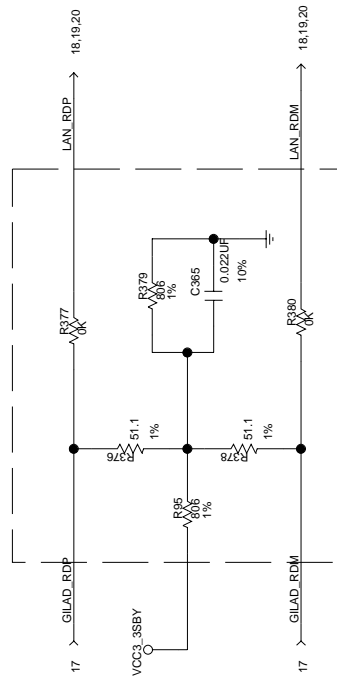 18,19,20
LAN_RDP
R377
0K
GILAD_RDP
17
R379
806
1%
C365
0.022UF
10%
51.1
1%
R376
R95
806
1%
VCC3_3SBY
51.1
1%
R378
18,19,20
LAN_RDM
R380
0K
GILAD_RDM
17